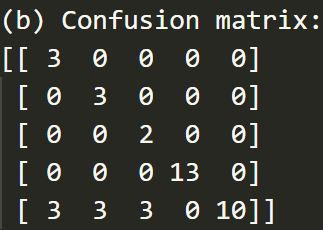 (b) Confusion matrix:
[[ 3 0 0 0 0]
[ 0 3 0 0 0]
[ 0 0 2 0 0]
[ 0 0 0 13 0]
[ 3 3 3 0 10]]